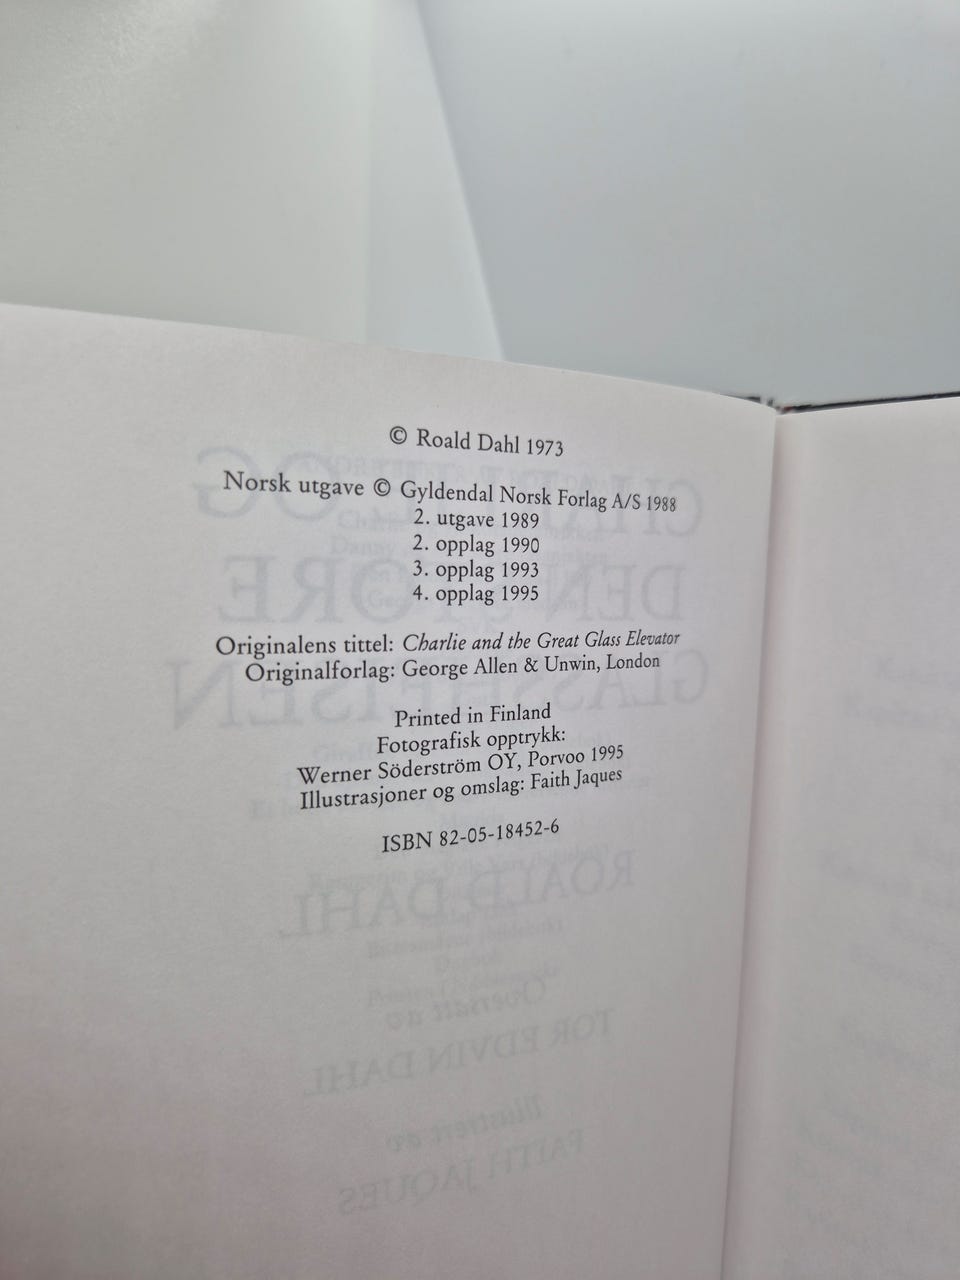 © Roald Dahl 1973
Norsk utgave © Gyldendal Norsk Forlag A/S 1988
2. utgave 1989
2. opplag 1990
3. opplag 1993
4. opplag 1995
Originalens tittel: Charlie and the Great Glass Elevator
Originalforlag: George Allen & Unwin, London
Printed in Finland
Fotografisk opptrykk:
Werner Söderström OY, Porvoo 1995
Illustrasjoner og omslag: Faith Jaques
ISBN 82-05-18452-6